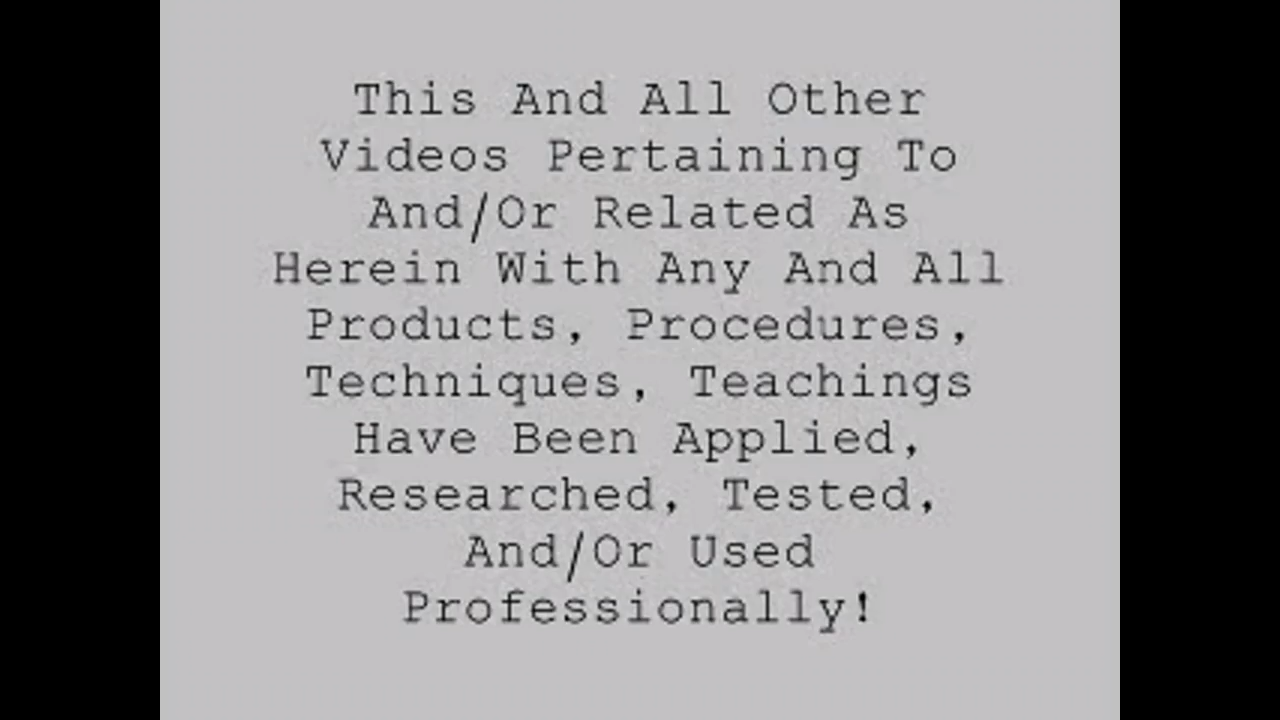 This And All Other
Videos Pertaining To
And/Or Related As
Herein With Any And All
Products, Procedures,
Techniques, Teachings
Have Been Applied,
Researched, Tested,
And/Or Used
Professionally!